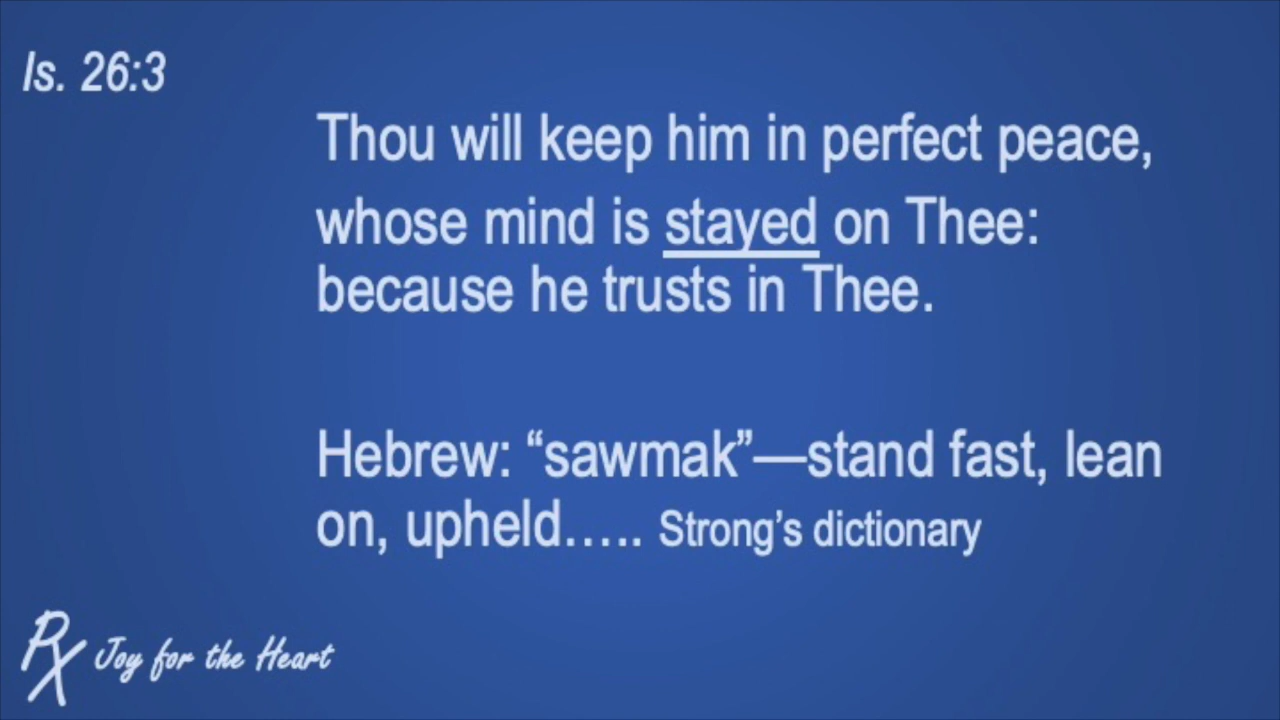 Is. 26:3
Thou will keep him in perfect peace,
whose mind is stayed on Thee:
because he trusts in Thee.
Hebrew: “sawmak”—stand fast, lean
on, upheld….. Strong’s dictionary
Rx Joy for the Heart